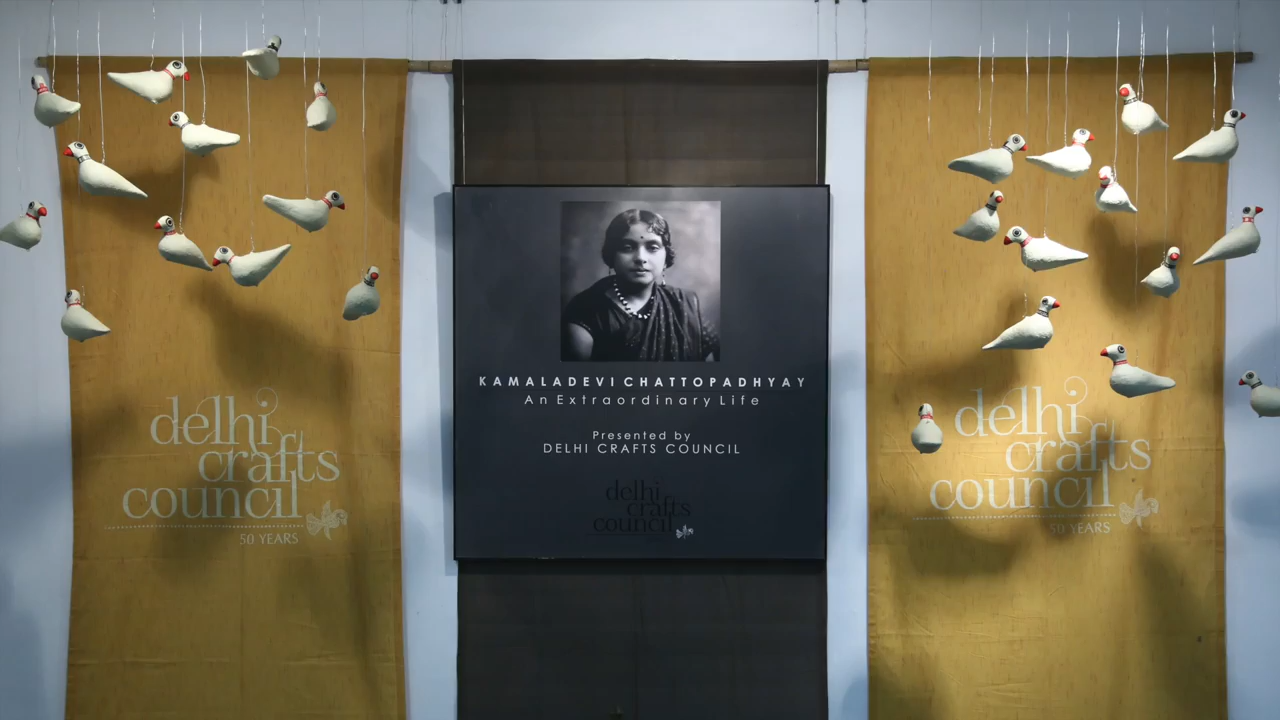 delhi
crafts
council
50 YEARS
KAMALADEVI CHATTOPADHYAY
An Extraordinary Life
Presented by
DELHI CRAFTS COUNCIL
delhi
crafts
council
delhi
crafts
council
50 YEARS